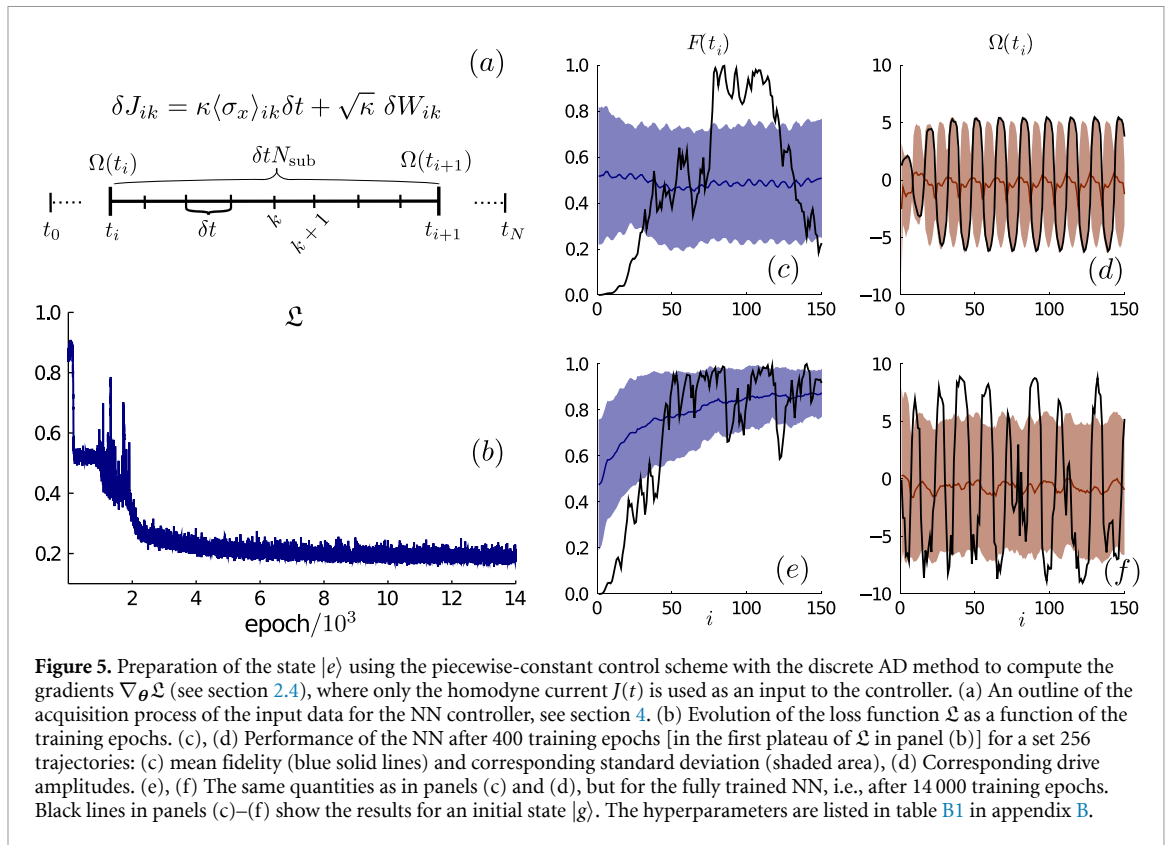 (a)
δJ_{ik} = κ⟨σ_x⟩_{ik}δt + √κ δW_{ik}
Ω(t_i) δtN_sub Ω(t_{i+1})
δt k k+1
t_0 t_i t_{i+1} t_N
𝔏
1.0
0.8
0.6
0.4
0.2
(b)
2 4 6 8 10 12 14
epoch/10^3
F(t_i)
1.0
0.8
0.6
0.4
0.2
0.0
(c)
0 50 100 150
Ω(t_i)
10
5
0
−5
−10
(d)
0 50 100 150
1.0
0.8
0.6
0.4
0.2
0.0
(e)
0 50 100 150
i
10
5
0
−5
−10
(f)
0 50 100 150
i
Figure 5. Preparation of the state |e⟩ using the piecewise-constant control scheme with the discrete AD method to compute the
gradients ∇_θ𝔏 (see section 2.4), where only the homodyne current J(t) is used as an input to the controller. (a) An outline of the
acquisition process of the input data for the NN controller, see section 4. (b) Evolution of the loss function 𝔏 as a function of the
training epochs. (c), (d) Performance of the NN after 400 training epochs [in the first plateau of 𝔏 in panel (b)] for a set 256
trajectories: (c) mean fidelity (blue solid lines) and corresponding standard deviation (shaded area), (d) Corresponding drive
amplitudes. (e), (f) The same quantities as in panels (c) and (d), but for the fully trained NN, i.e., after 14 000 training epochs.
Black lines in panels (c)–(f) show the results for an initial state |g⟩. The hyperparameters are listed in table B1 in appendix B.